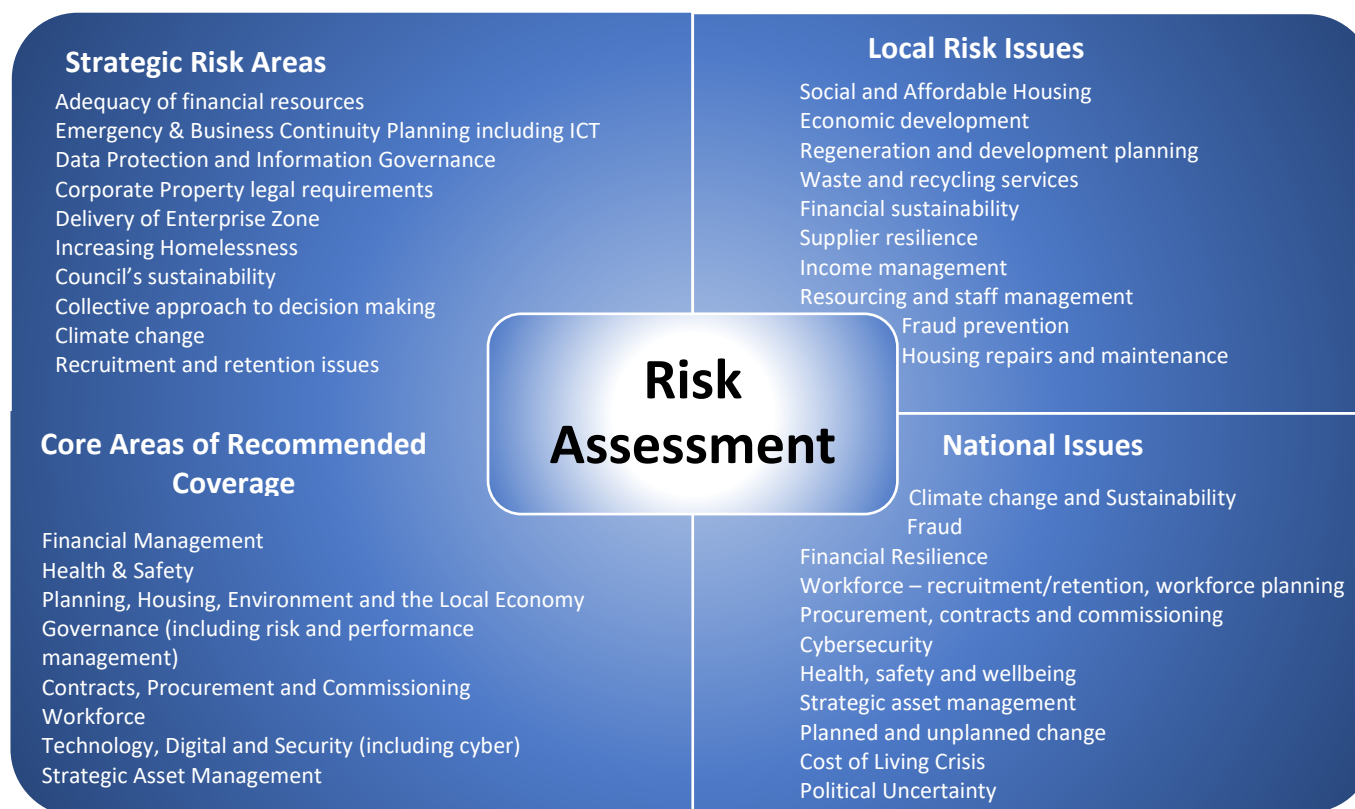 Strategic Risk Areas
Adequacy of financial resources
Emergency & Business Continuity Planning including ICT
Data Protection and Information Governance
Corporate Property legal requirements
Delivery of Enterprise Zone
Increasing Homelessness
Council’s sustainability
Collective approach to decision making
Climate change
Recruitment and retention issues
Local Risk Issues
Social and Affordable Housing
Economic development
Regeneration and development planning
Waste and recycling services
Financial sustainability
Supplier resilience
Income management
Resourcing and staff management
Fraud prevention
Housing repairs and maintenance
Risk
Assessment
Core Areas of Recommended
Coverage
Financial Management
Health & Safety
Planning, Housing, Environment and the Local Economy
Governance (including risk and performance
management)
Contracts, Procurement and Commissioning
Workforce
Technology, Digital and Security (including cyber)
Strategic Asset Management
National Issues
Climate change and Sustainability
Fraud
Financial Resilience
Workforce – recruitment/retention, workforce planning
Procurement, contracts and commissioning
Cybersecurity
Health, safety and wellbeing
Strategic asset management
Planned and unplanned change
Cost of Living Crisis
Political Uncertainty